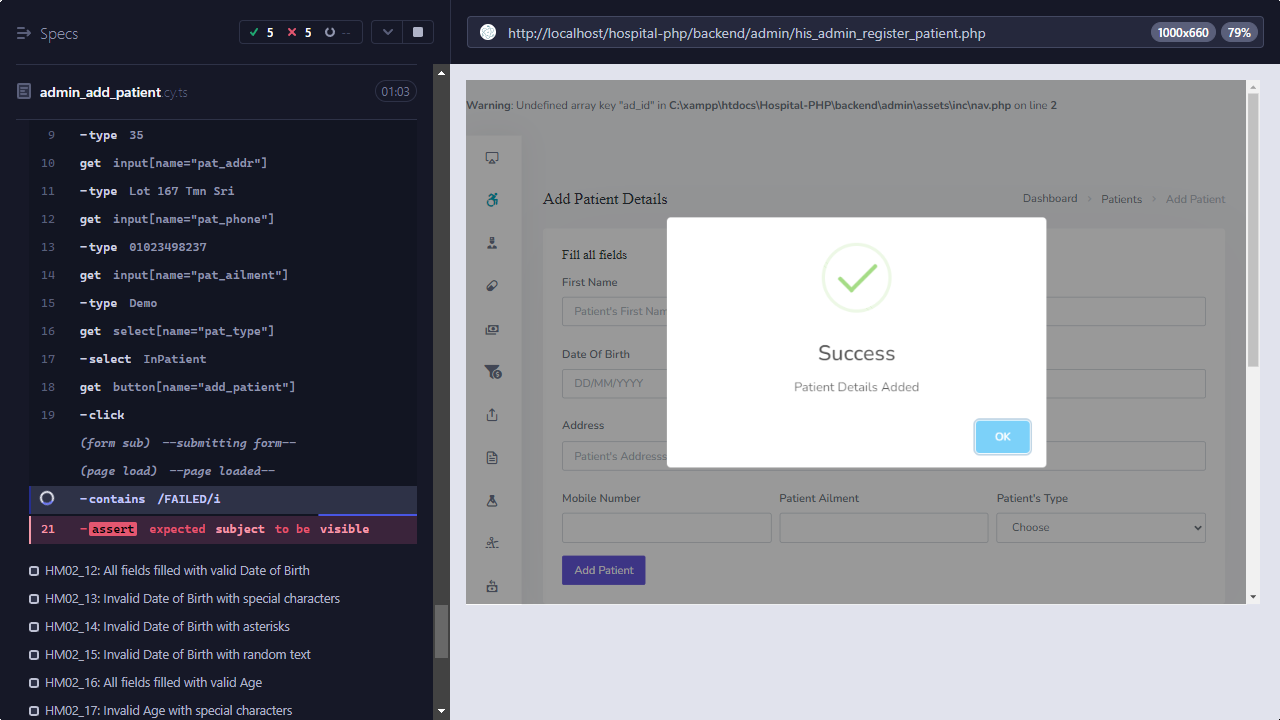 Specs
5
5
--
admin_add_patient.cy.ts
01:03
9 -type 35
10 get input[name="pat_addr"]
11 -type Lot 167 Tmn Sri
12 get input[name="pat_phone"]
13 -type 01023498237
14 get input[name="pat_ailment"]
15 -type Demo
16 get select[name="pat_type"]
17 -select InPatient
18 get button[name="add_patient"]
19 -click
(form sub) --submitting form--
(page load) --page loaded--
-contains /FAILED/i
21 -assert expected subject to be visible
HM02_12: All fields filled with valid Date of Birth
HM02_13: Invalid Date of Birth with special characters
HM02_14: Invalid Date of Birth with asterisks
HM02_15: Invalid Date of Birth with random text
HM02_16: All fields filled with valid Age
HM02_17: Invalid Age with special characters
http://localhost/hospital-php/backend/admin/his_admin_register_patient.php
1000x660
79%
Warning: Undefined array key "ad_id" in C:\xampp\htdocs\Hospital-PHP\backend\admin\assets\inc\nav.php on line 2
Add Patient Details
Dashboard > Patients > Add Patient
Fill all fields
First Name
Patient's First Nam
Date Of Birth
DD/MM/YYYY
Address
Patient's Addresss
Success
Patient Details Added
OK
Mobile Number
Patient Ailment
Patient's Type
Choose
Add Patient